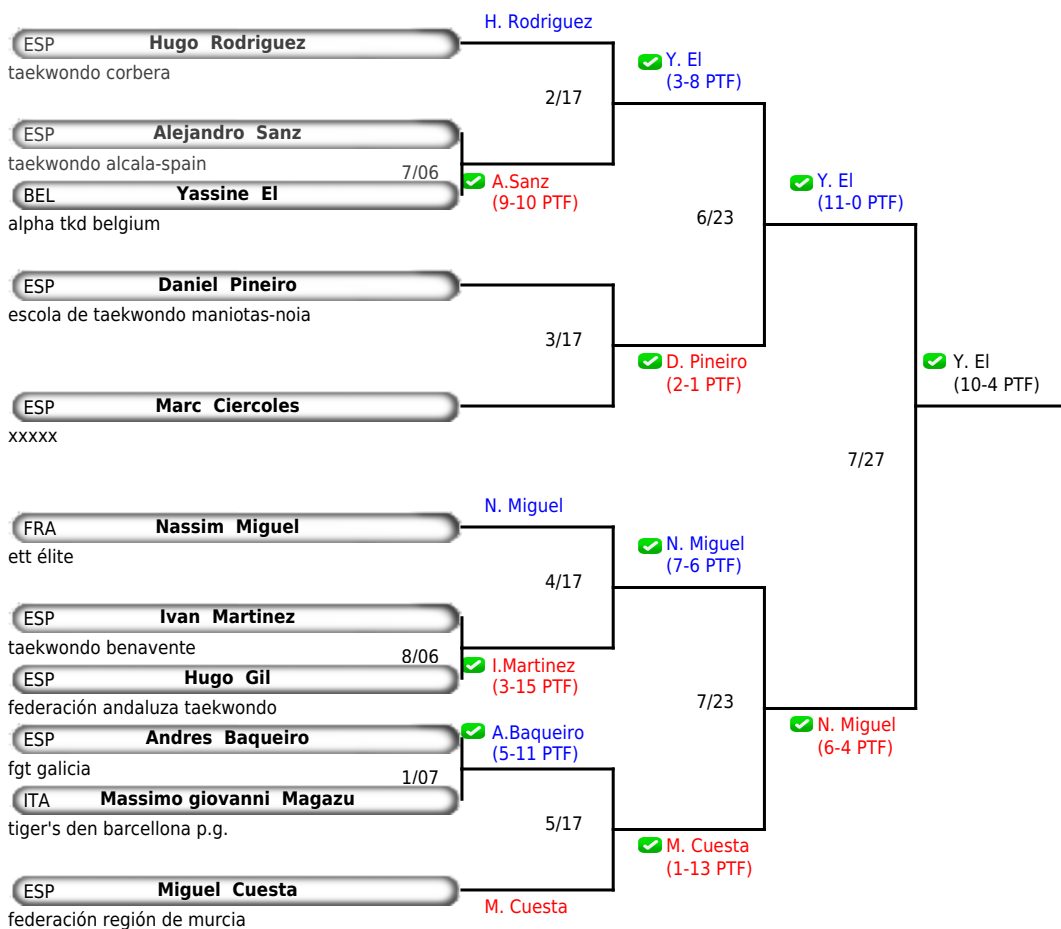 H. Rodriguez
ESP Hugo Rodriguez
taekwondo corbera
Y. El
(3-8 PTF)
2/17
ESP Alejandro Sanz
taekwondo alcala-spain
7/06
A.Sanz
(9-10 PTF)
BEL Yassine El
alpha tkd belgium
Y. El
(11-0 PTF)
6/23
ESP Daniel Pineiro
escola de taekwondo maniotas-noia
3/17
D. Pineiro
(2-1 PTF)
Y. El
(10-4 PTF)
ESP Marc Ciercoles
xxxxx
7/27
N. Miguel
FRA Nassim Miguel
ett élite
N. Miguel
(7-6 PTF)
4/17
ESP Ivan Martinez
taekwondo benavente
8/06
I.Martinez
(3-15 PTF)
ESP Hugo Gil
federación andaluza taekwondo
7/23
N. Miguel
(6-4 PTF)
ESP Andres Baqueiro
A.Baqueiro
(5-11 PTF)
fgt galicia
1/07
ITA Massimo giovanni Magazu
tiger's den barcellona p.g.
5/17
M. Cuesta
(1-13 PTF)
ESP Miguel Cuesta
M. Cuesta
federación región de murcia